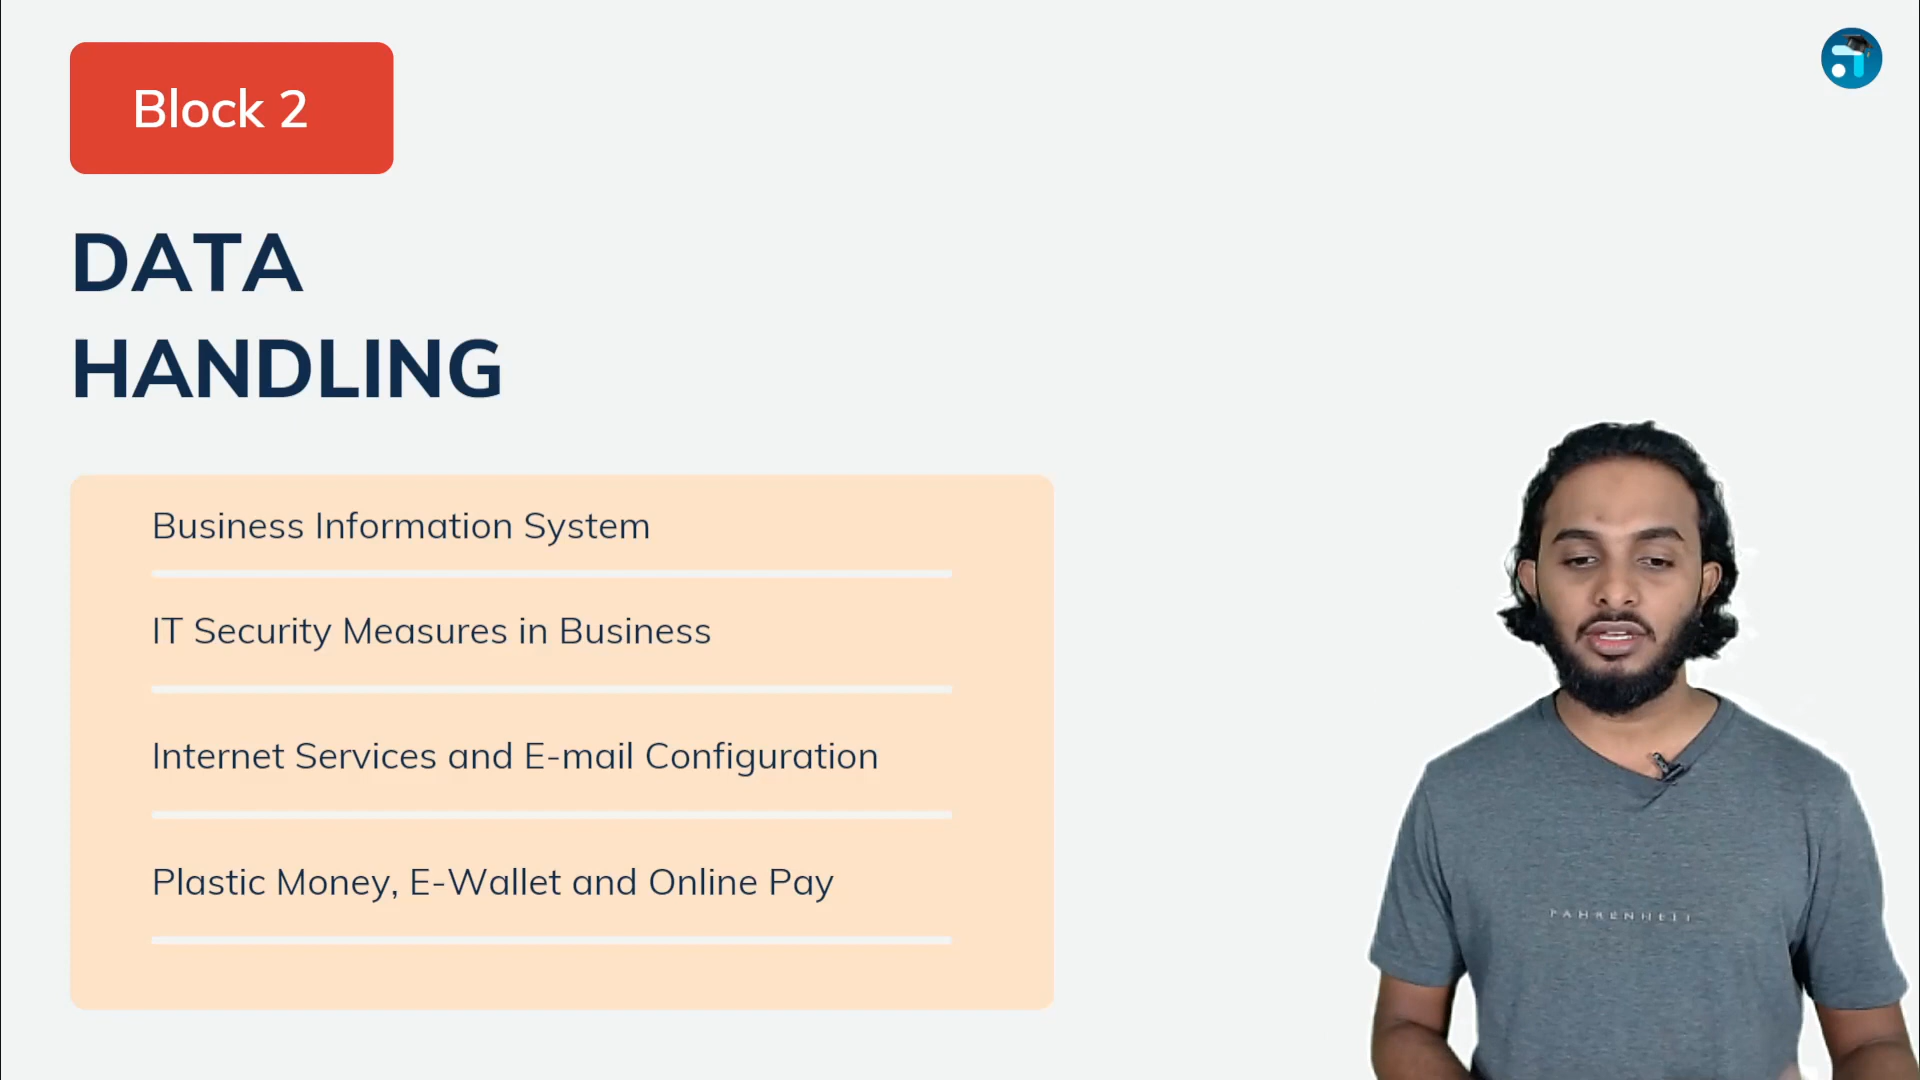 Block 2
DATA
HANDLING
Business Information System
IT Security Measures in Business
Internet Services and E-mail Configuration
Plastic Money, E-Wallet and Online Pay
FAHRENHEIT